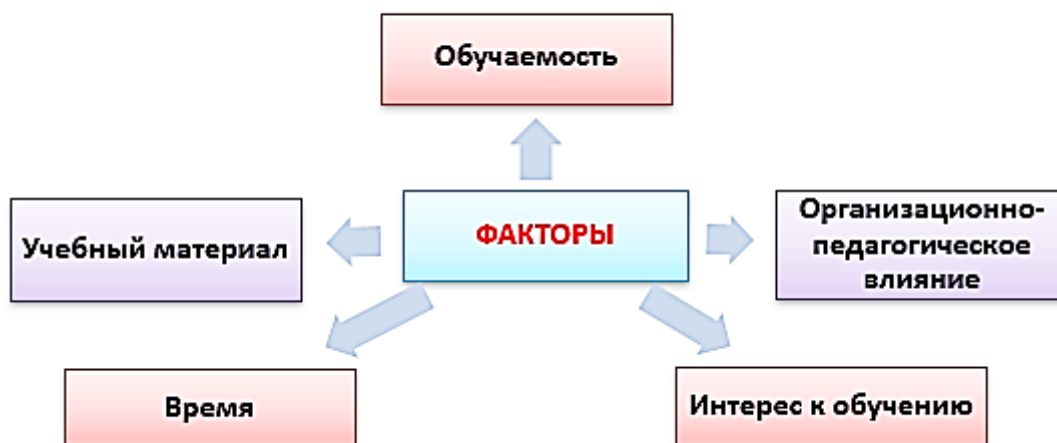 Обучаемость
Учебный материал
ФАКТОРЫ
Организационно-
педагогическое
влияние
Время
Интерес к обучению